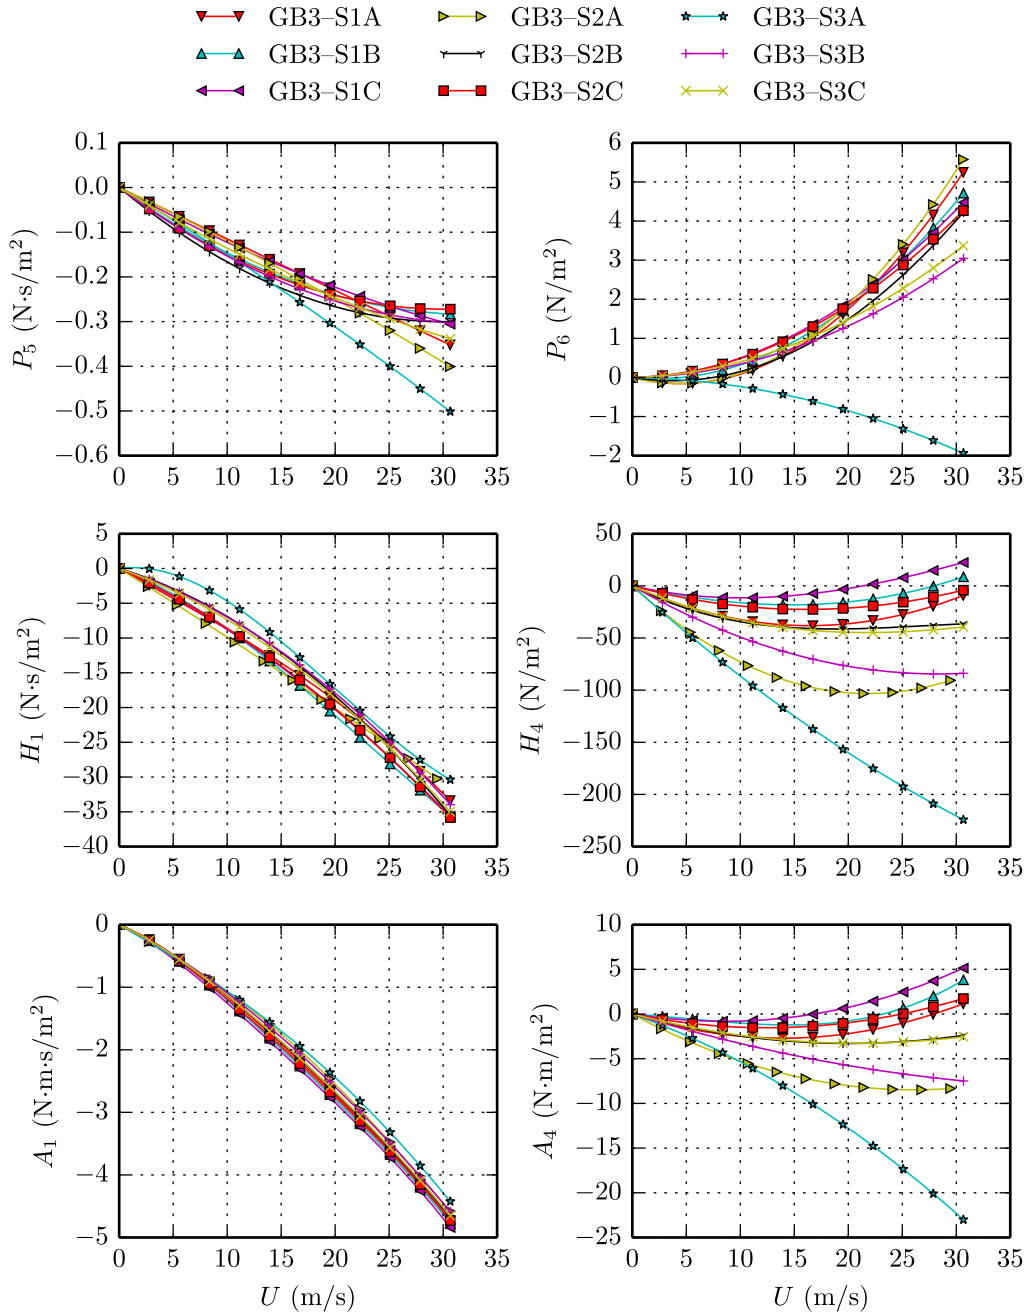 GB3–S1A GB3–S2A GB3–S3A
GB3–S1B GB3–S2B GB3–S3B
GB3–S1C GB3–S2C GB3–S3C
P5 (N·s/m²)
0.1
0.0
−0.1
−0.2
−0.3
−0.4
−0.5
−0.6
0 5 10 15 20 25 30 35
P6 (N/m²)
6
5
4
3
2
1
0
−1
−2
0 5 10 15 20 25 30 35
H1 (N·s/m²)
5
0
−5
−10
−15
−20
−25
−30
−35
−40
0 5 10 15 20 25 30 35
H4 (N/m²)
50
0
−50
−100
−150
−200
−250
0 5 10 15 20 25 30 35
A1 (N·m·s/m²)
0
−1
−2
−3
−4
−5
0 5 10 15 20 25 30 35
U (m/s)
A4 (N·m/m²)
10
5
0
−5
−10
−15
−20
−25
0 5 10 15 20 25 30 35
U (m/s)